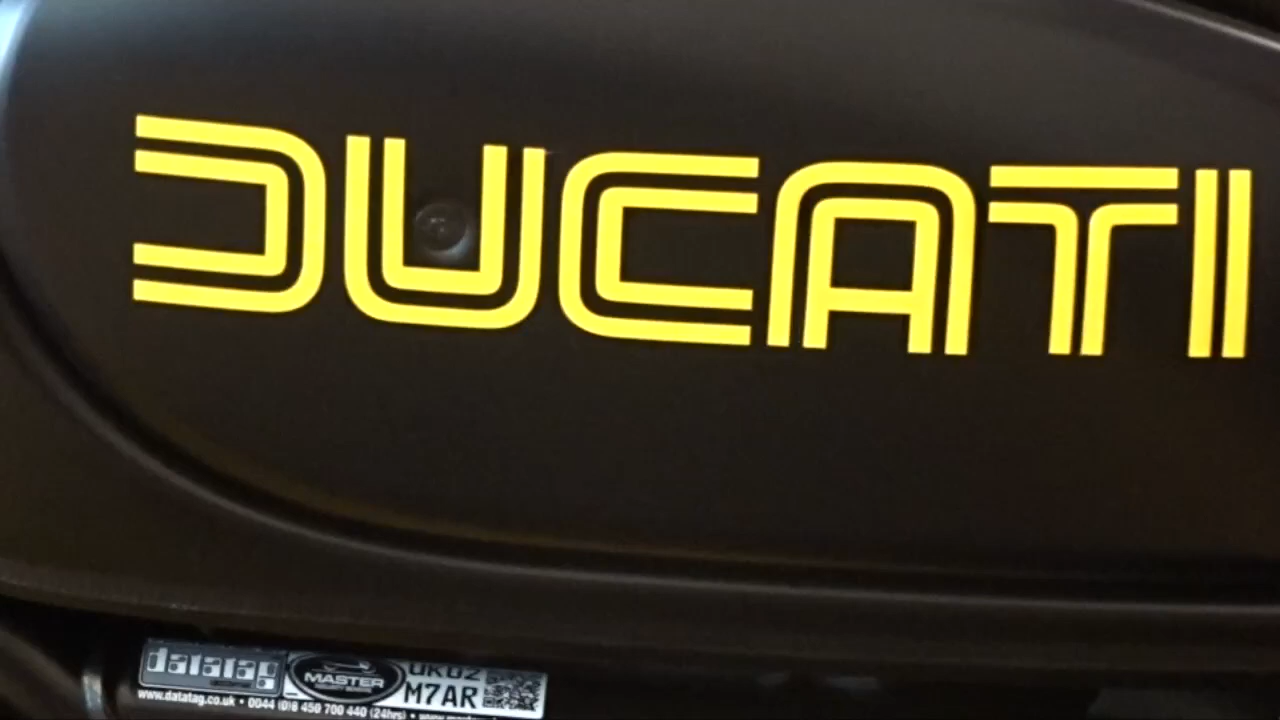 DUCATI
datatag MASTER UK02
M7AR
www.datatag.co.uk • 0044 (0)8 450 700 440 (24hrs) •